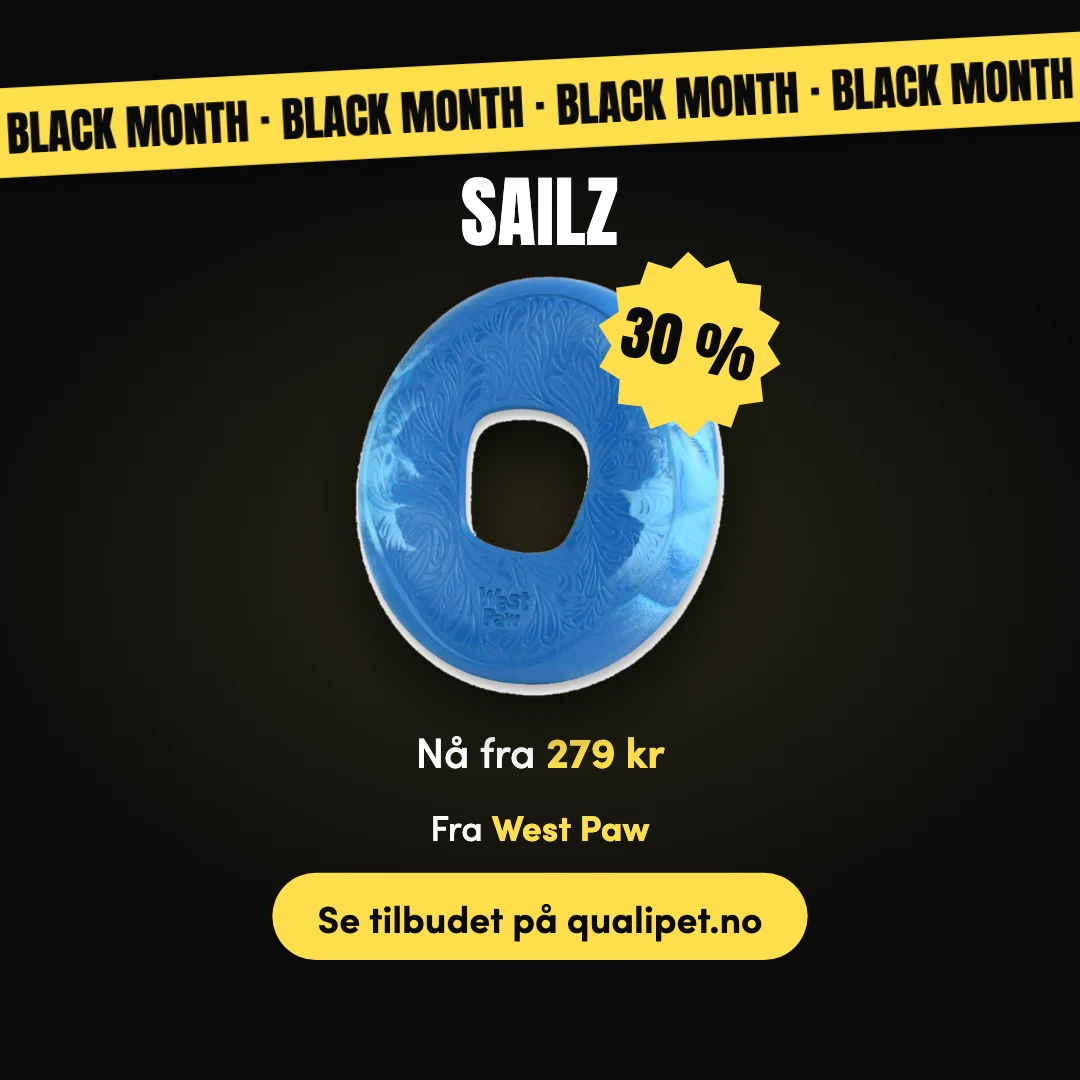 BLACK MONTH · BLACK MONTH · BLACK MONTH · BLACK MONTH
SAILZ
30 %
West
Paw
Nå fra 279 kr
Fra West Paw
Se tilbudet på qualipet.no